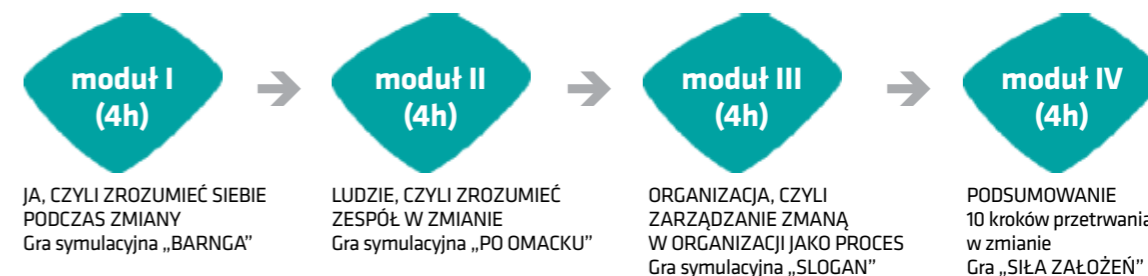 moduł I
(4h)
JA, CZYLI ZROZUMIEĆ SIEBIE
PODCZAS ZMIANY
Gra symulacyjna „BARNGA”
moduł II
(4h)
LUDZIE, CZYLI ZROZUMIEĆ
ZESPÓŁ W ZMIANIE
Gra symulacyjna „PO OMACKU”
moduł III
(4h)
ORGANIZACJA, CZYLI
ZARZĄDZANIE ZMANĄ
W ORGANIZACJI JAKO PROCES
Gra symulacyjna „SLOGAN”
moduł IV
(4h)
PODSUMOWANIE
10 kroków przetrwania
w zmianie
Gra „SIŁA ZAŁOŻEŃ”